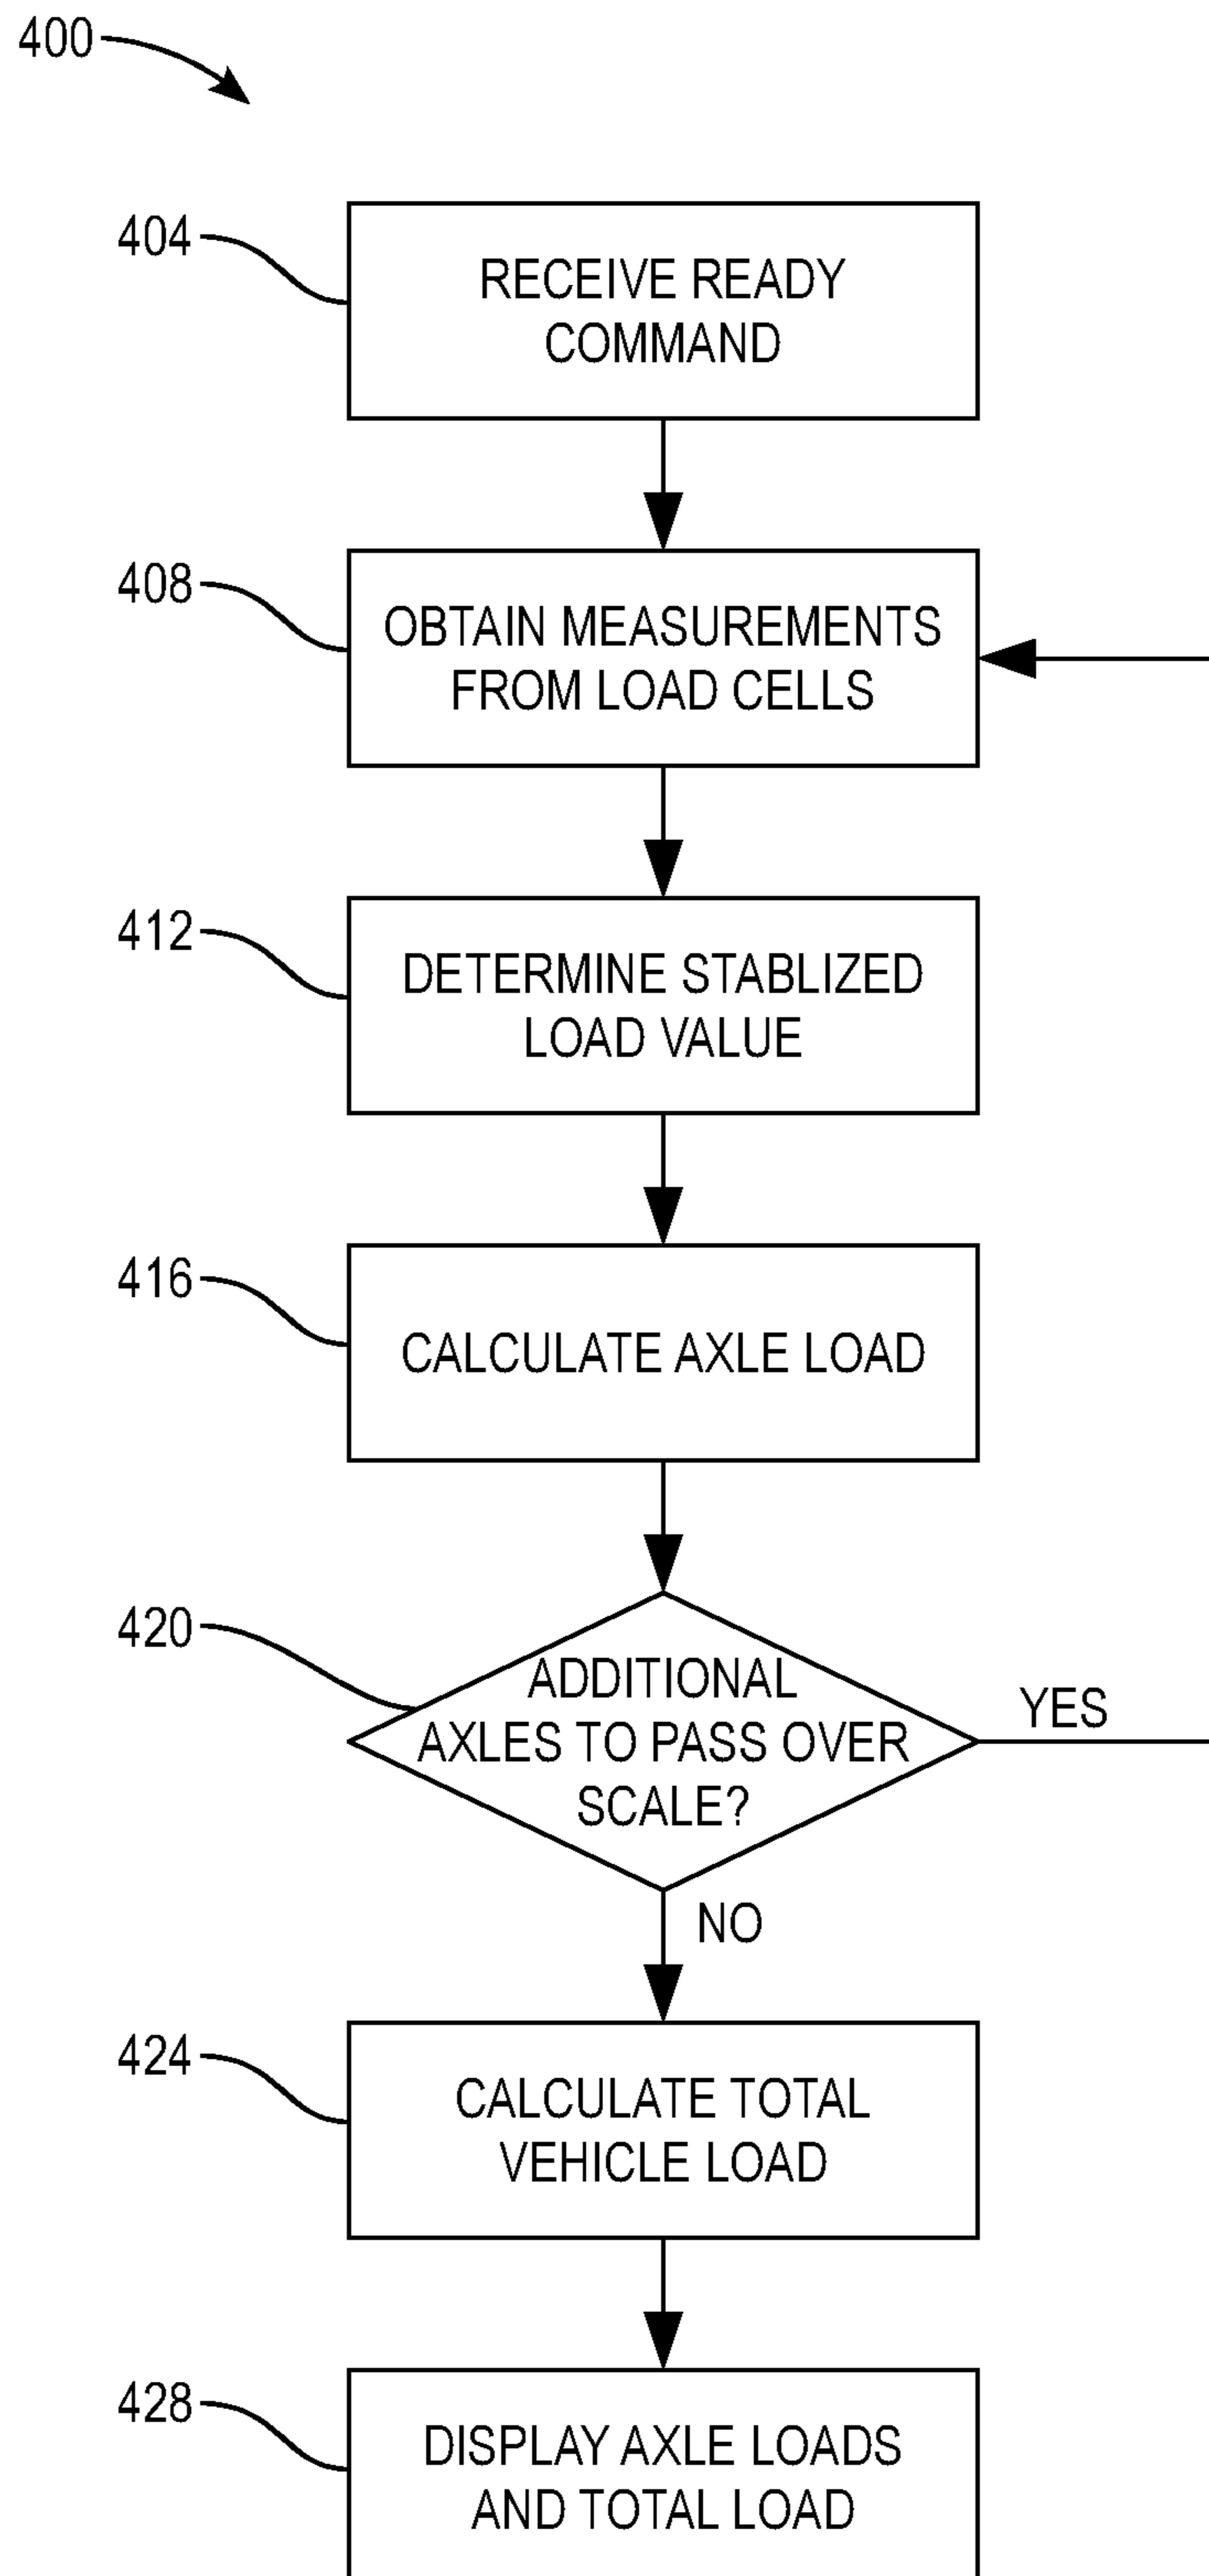 400
404
RECEIVE READY
COMMAND
408
OBTAIN MEASUREMENTS
FROM LOAD CELLS
412
DETERMINE STABLIZED
LOAD VALUE
416
CALCULATE AXLE LOAD
420
ADDITIONAL
AXLES TO PASS OVER
SCALE?
YES
NO
424
CALCULATE TOTAL
VEHICLE LOAD
428
DISPLAY AXLE LOADS
AND TOTAL LOAD